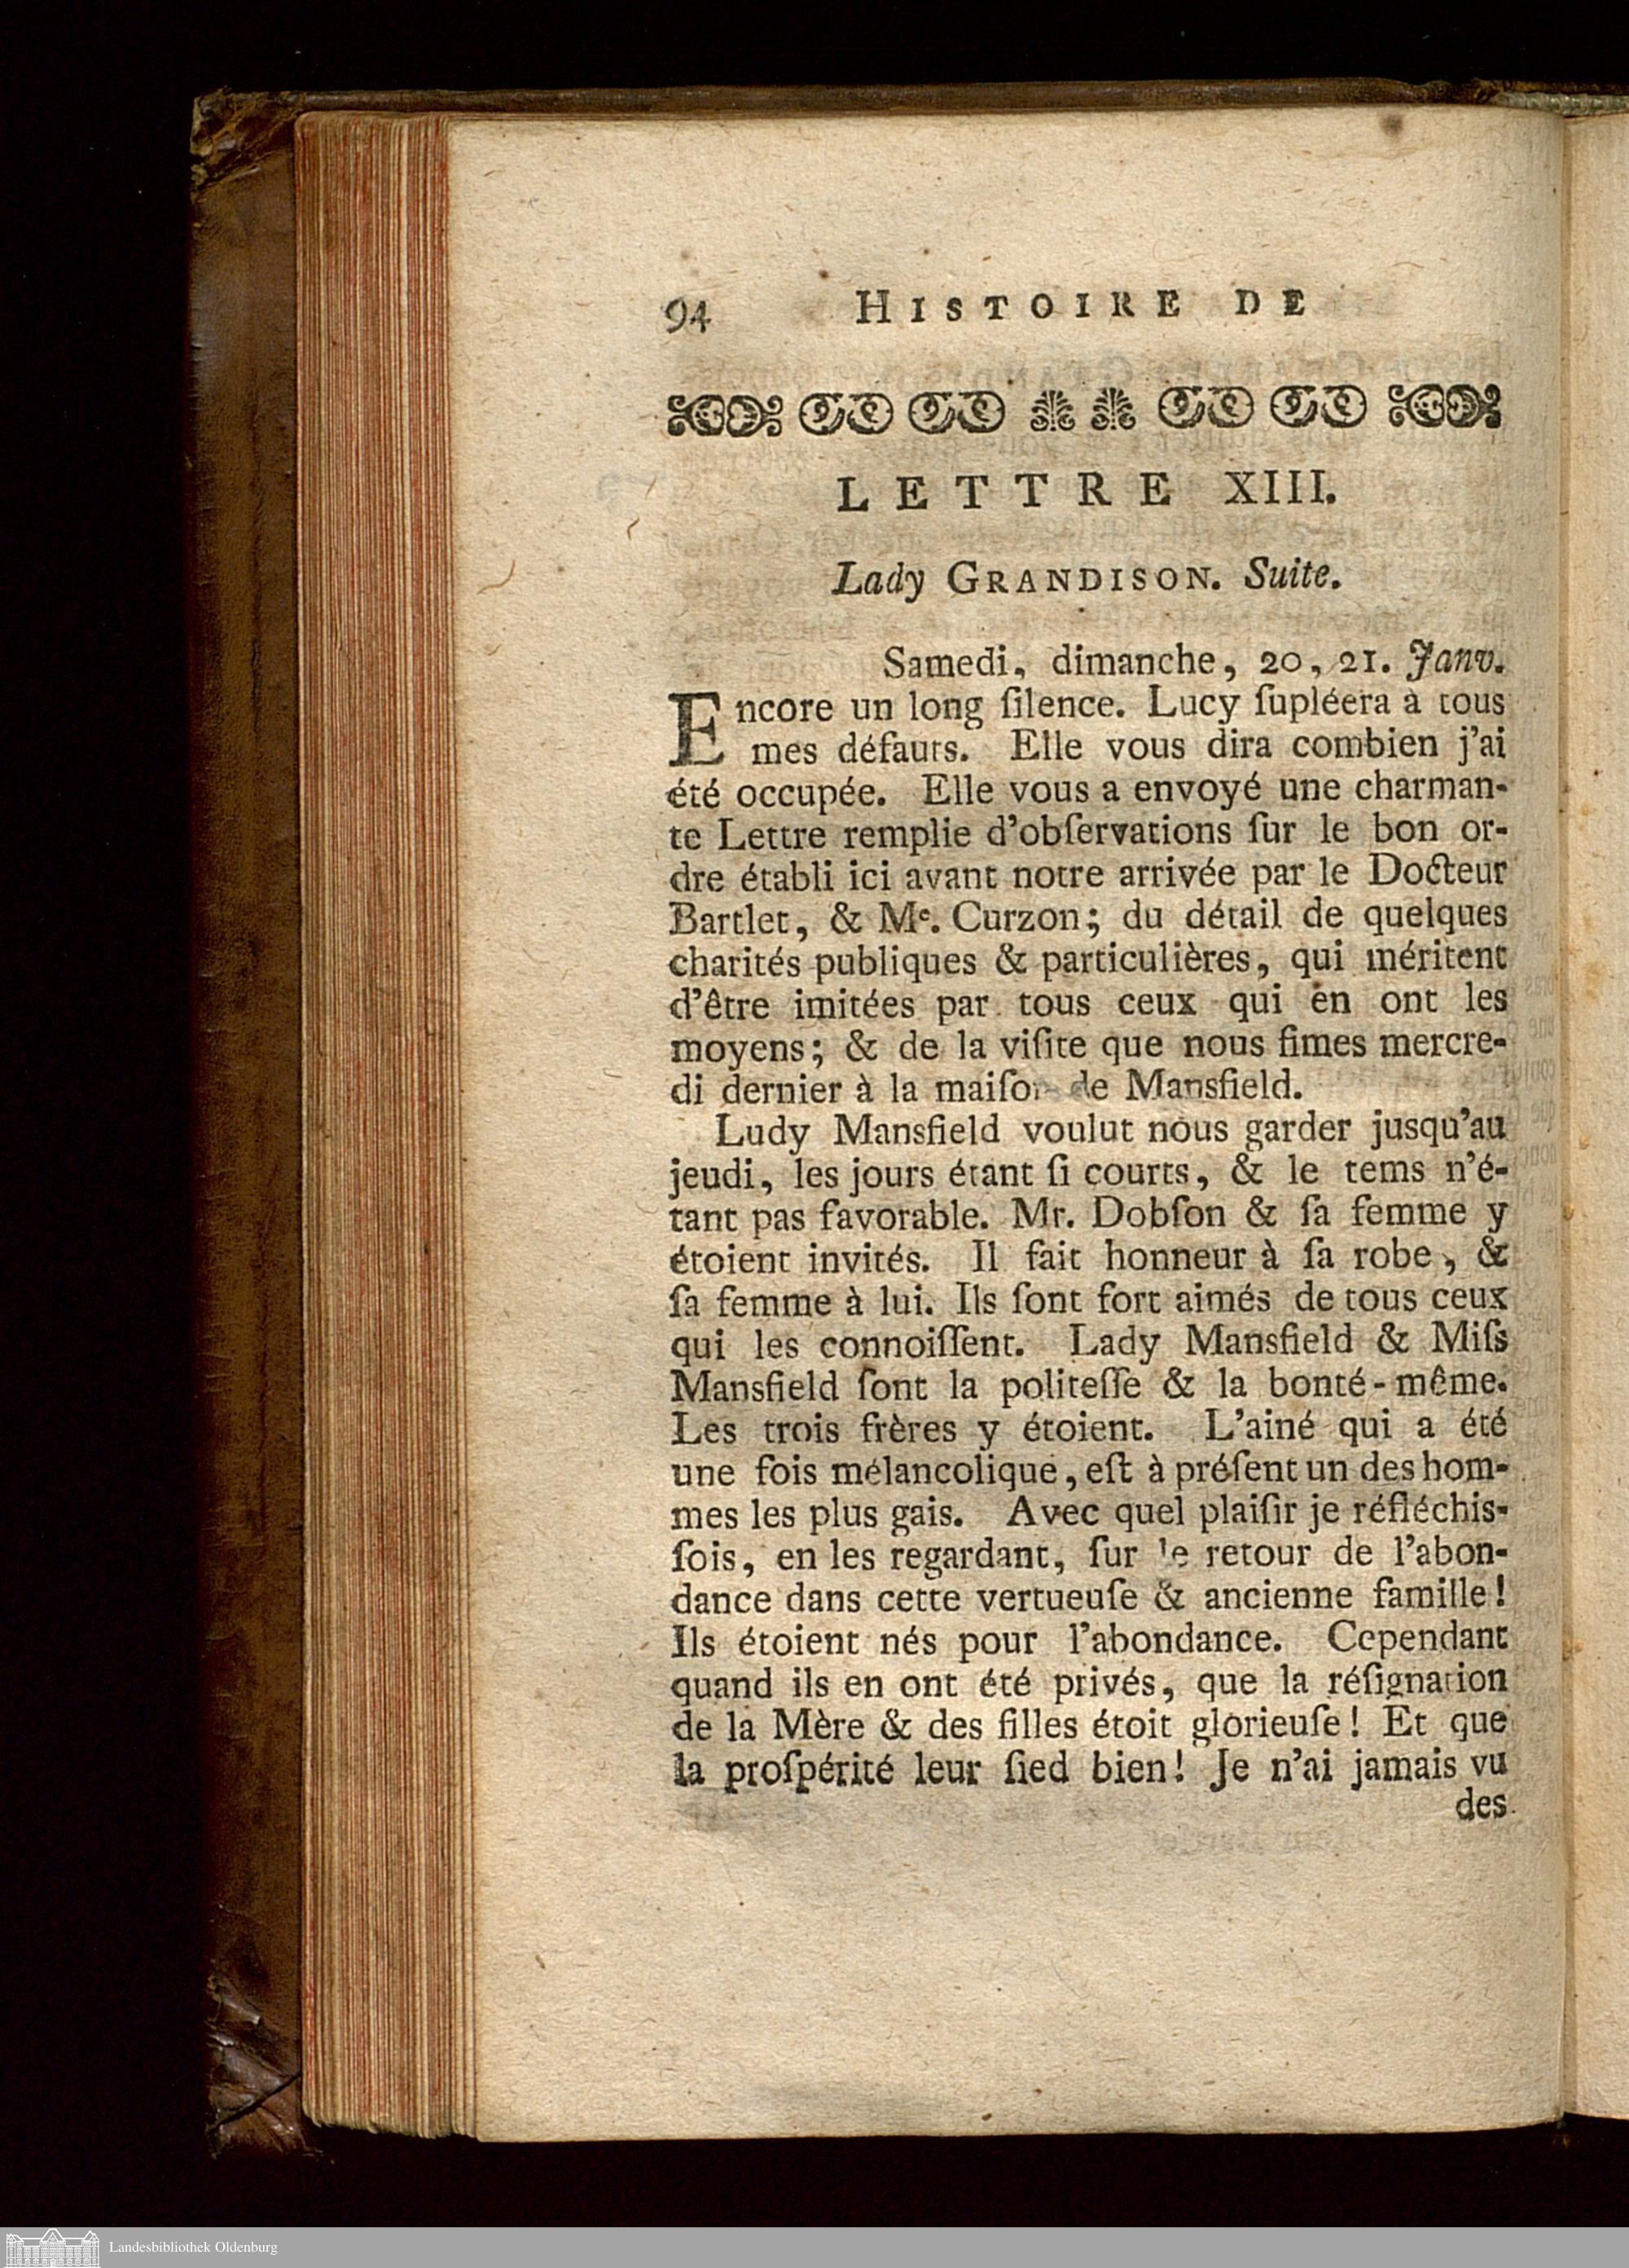 94 HISTOIRE DE
LETTRE XIII.
Lady GRANDISON. Suite.
Samedi, dimanche, 20, 21. Janv.
Encore un long ſilence. Lucy ſupléera à tous
mes défauts. Elle vous dira combien j'ai
été occupée. Elle vous a envoyé une charman-
te Lettre remplie d'obſervations ſur le bon or-
dre établi ici avant notre arrivée par le Docteur
Bartlet, & Mᵉ. Curzon; du détail de quelques
charités publiques & particulières, qui méritent
d'être imitées par tous ceux qui en ont les
moyens; & de la viſite que nous fimes mercre-
di dernier à la maiſon de Mansfield.
Ludy Mansfield voulut nous garder jusqu'au
jeudi, les jours étant ſi courts, & le tems n'é-
tant pas favorable. Mr. Dobſon & ſa femme y
étoient invités. Il fait honneur à ſa robe, &
ſa femme à lui. Ils ſont fort aimés de tous ceux
qui les connoiſſent. Lady Mansfield & Miſs
Mansfield ſont la politeſſe & la bonté-même.
Les trois frères y étoient. L'ainé qui a été
une fois mélancolique, eſt à préſent un des hom-
mes les plus gais. Avec quel plaiſir je réfléchis-
ſois, en les regardant, ſur le retour de l'abon-
dance dans cette vertueuſe & ancienne famille!
Ils étoient nés pour l'abondance. Cependant
quand ils en ont été privés, que la réſignation
de la Mère & des filles étoit glorieuſe! Et que
la proſpérité leur ſied bien! Je n'ai jamais vu
des
Landesbibliothek Oldenburg